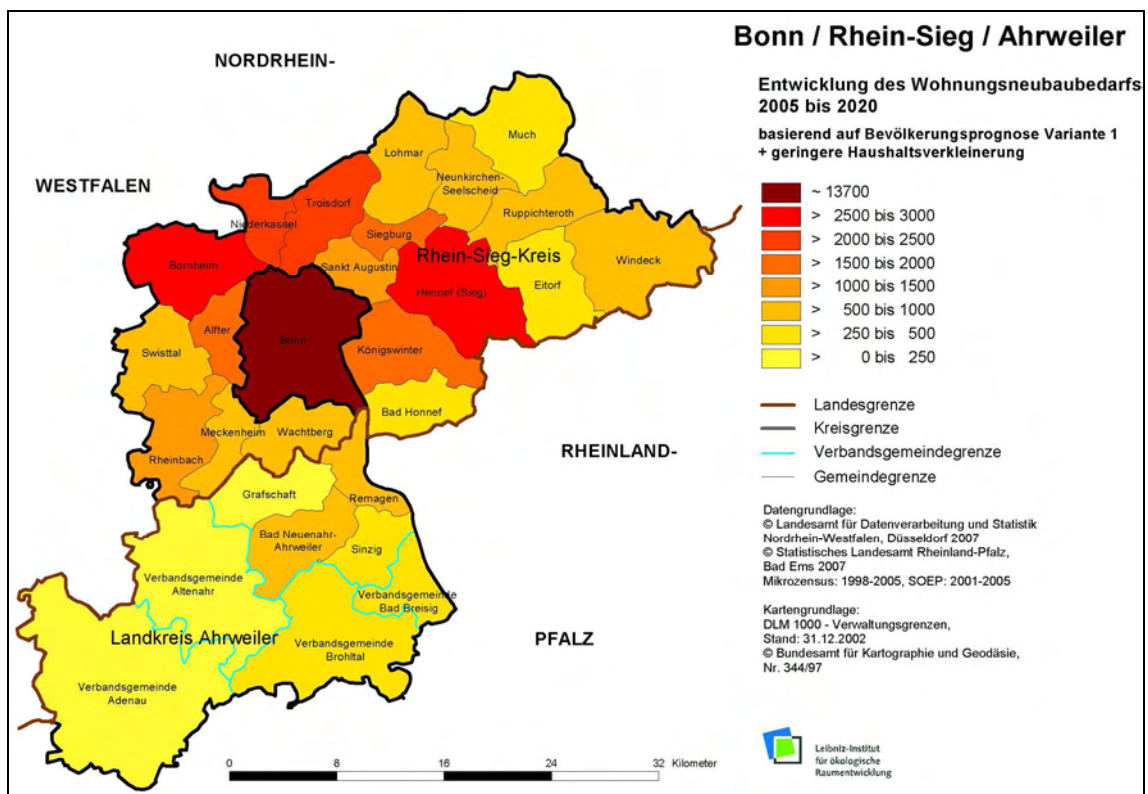 Bonn / Rhein-Sieg / Ahrweiler
Entwicklung des Wohnungsneubaubedarfs
2005 bis 2020
basierend auf Bevölkerungsprognose Variante 1
+ geringere Haushaltsverkleinerung
~ 13700
> 2500 bis 3000
> 2000 bis 2500
> 1500 bis 2000
> 1000 bis 1500
> 500 bis 1000
> 250 bis 500
> 0 bis 250
Landesgrenze
Kreisgrenze
Verbandsgemeindegrenze
Gemeindegrenze
Datengrundlage:
© Landesamt für Datenverarbeitung und Statistik
Nordrhein-Westfalen, Düsseldorf 2007
© Statistisches Landesamt Rheinland-Pfalz,
Bad Ems 2007
Mikrozensus: 1998-2005, SOEP: 2001-2005
Kartengrundlage:
DLM 1000 - Verwaltungsgrenzen,
Stand: 31.12.2002
© Bundesamt für Kartographie und Geodäsie,
Nr. 344/97
Leibniz-Institut
für ökologische
Raumentwicklung
NORDRHEIN-
WESTFALEN
RHEINLAND-
PFALZ
Much
Lohmar
Neunkirchen-
Seelscheid
Ruppichteroth
Troisdorf
Niederkassel
Siegburg
Bornheim
Sankt Augustin
Rhein-Sieg-Kreis
Windeck
Eitorf
Hennef (Sieg)
Alfter
Bonn
Swisttal
Königswinter
Bad Honnef
Meckenheim
Wachtberg
Rheinbach
Grafschaft
Remagen
Bad Neuenahr-
Ahrweiler
Sinzig
Verbandsgemeinde
Altenahr
Verbandsgemeinde
Bad Breisig
Landkreis Ahrweiler
Verbandsgemeinde
Brohltal
Verbandsgemeinde
Adenau
0 8 16 24 32 Kilometer